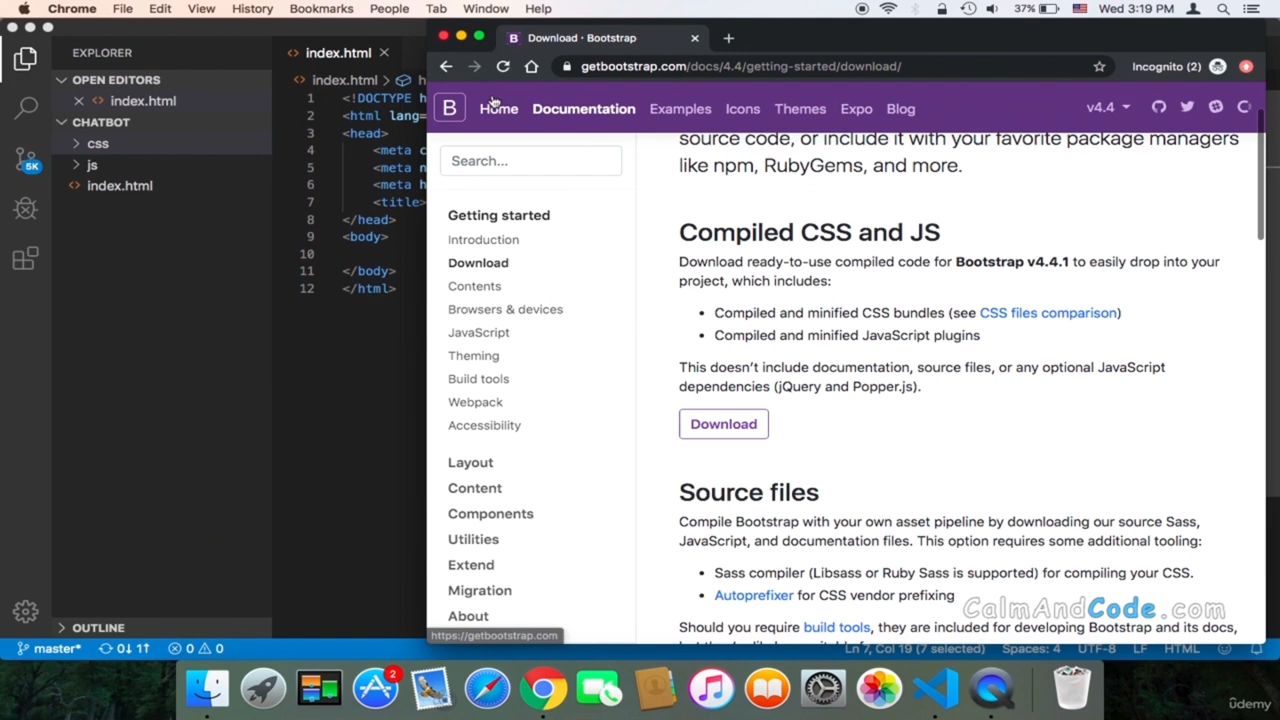 Chrome File Edit View History Bookmarks People Tab Window Help 37% Wed 3:19 PM
EXPLORER
OPEN EDITORS
index.html
CHATBOT
css
js
index.html
OUTLINE
5K
index.html
index.html
1 <!DOCTYPE h
2 <html lang=
3 <head>
4 <meta c
5 <meta n
6 <meta h
7 <title>
8 </head>
9 <body>
10
11 </body>
12 </html>
Download · Bootstrap
getbootstrap.com/docs/4.4/getting-started/download/ Incognito (2)
B Home Documentation Examples Icons Themes Expo Blog v4.4
Search...
Getting started
Introduction
Download
Contents
Browsers & devices
JavaScript
Theming
Build tools
Webpack
Accessibility
Layout
Content
Components
Utilities
Extend
Migration
About
https://getbootstrap.com
source code, or include it with your favorite package managers
like npm, RubyGems, and more.
Compiled CSS and JS
Download ready-to-use compiled code for Bootstrap v4.4.1 to easily drop into your
project, which includes:
• Compiled and minified CSS bundles (see CSS files comparison)
• Compiled and minified JavaScript plugins
This doesn't include documentation, source files, or any optional JavaScript
dependencies (jQuery and Popper.js).
Download
Source files
Compile Bootstrap with your own asset pipeline by downloading our source Sass,
JavaScript, and documentation files. This option requires some additional tooling:
• Sass compiler (Libsass or Ruby Sass is supported) for compiling your CSS.
• Autoprefixer for CSS vendor prefixing
CalmAndCode.com
Should you require build tools, they are included for developing Bootstrap and its docs,
master* 0↓ 1↑ 0 0 Ln 7, Col 19 (7 selected) Spaces: 4 UTF-8 LF HTML
2
ûdemy